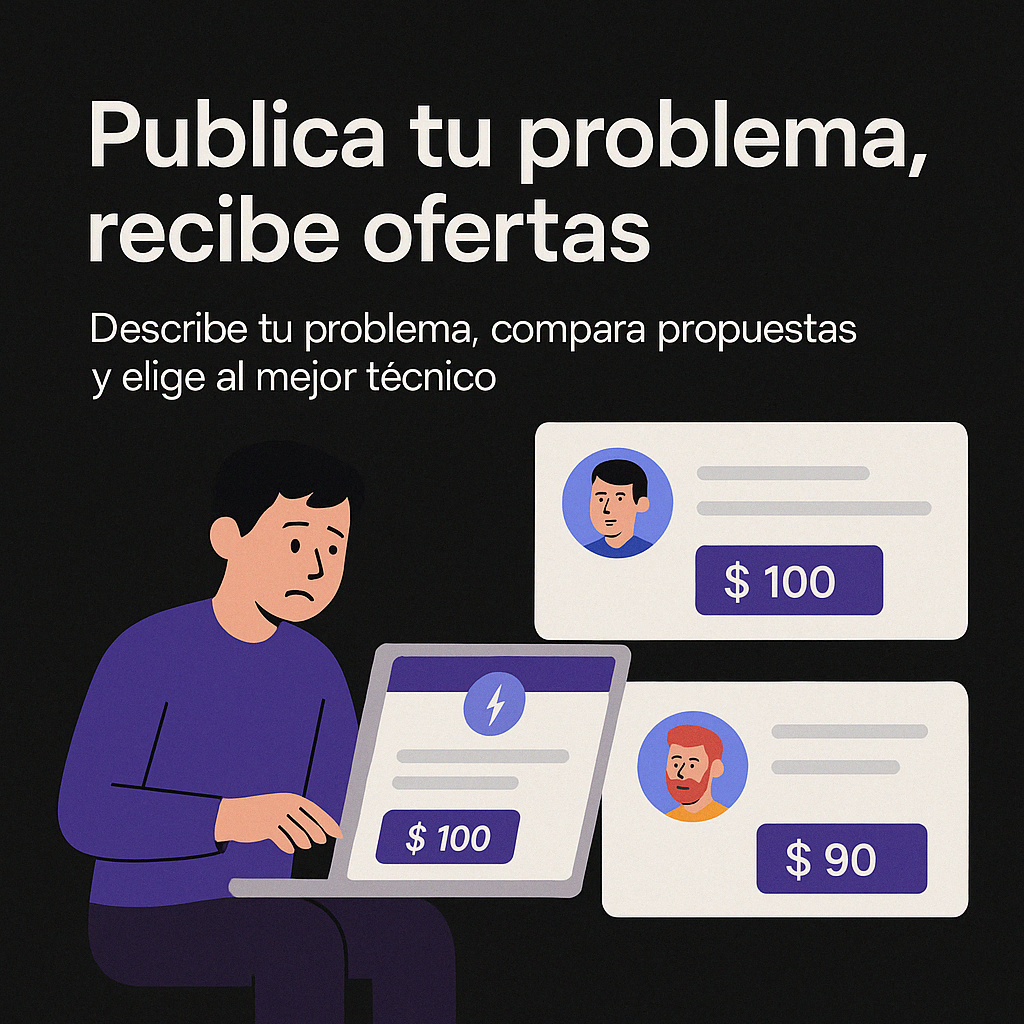 Publica tu problema,
recibe ofertas
Describe tu problema, compara propuestas
y elige al mejor técnico
$ 100
$ 100
$ 90